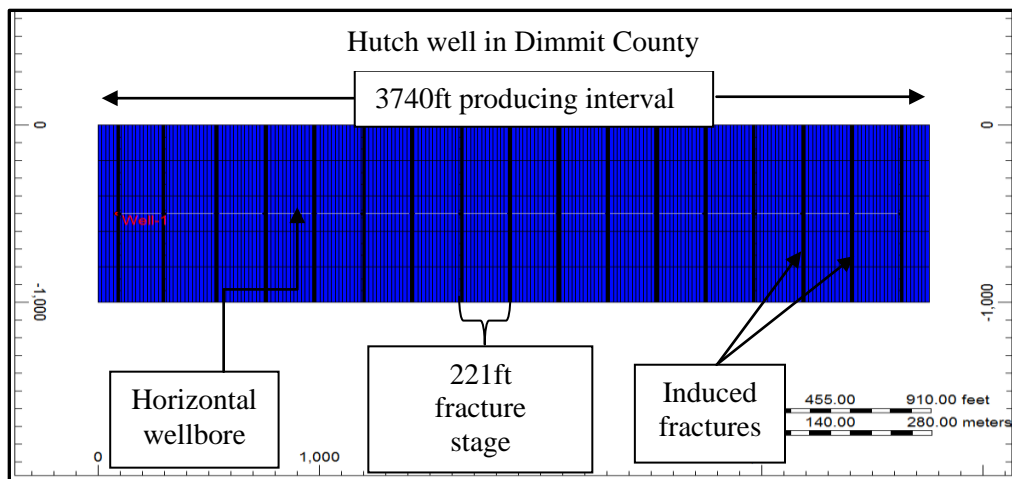 Hutch well in Dimmit County
3740ft producing interval
0
0
Well-1
-1,000
-1,000
Horizontal
wellbore
221ft
fracture
stage
Induced
fractures
455.00 910.00 feet
140.00 280.00 meters
0 1,000